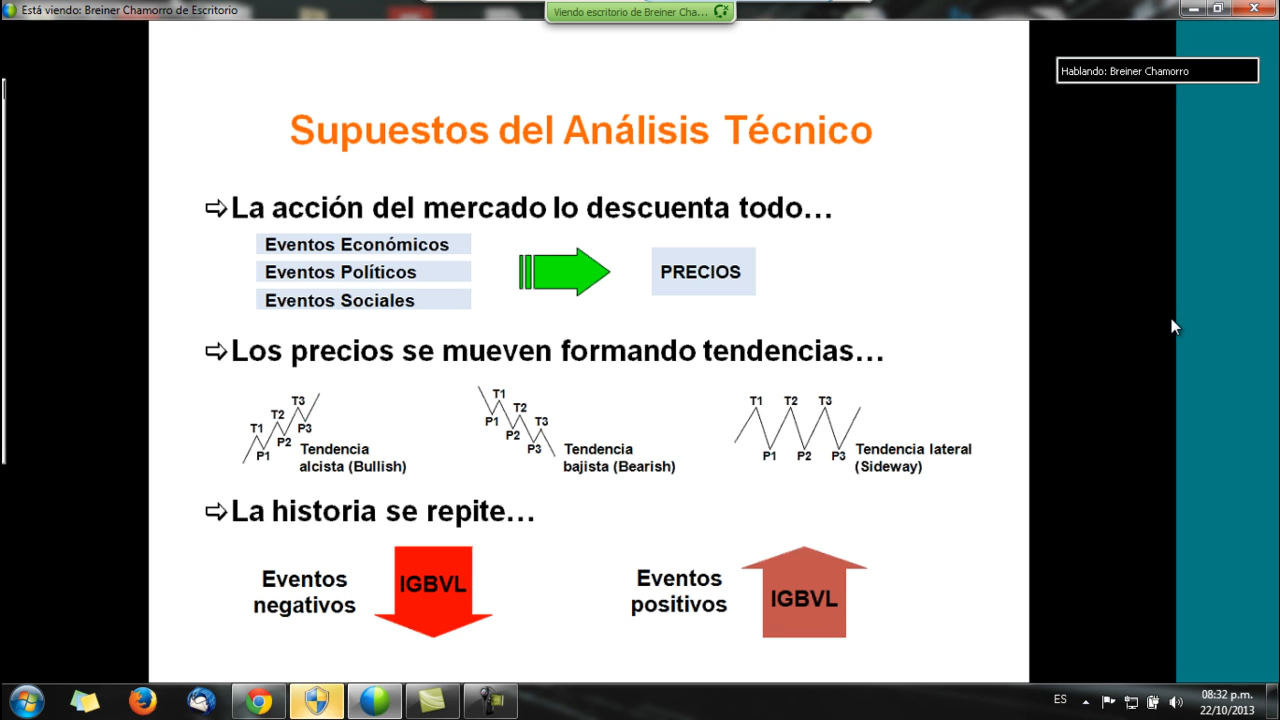 Está viendo: Breiner Chamorro de Escritorio
Viendo escritorio de Breiner Cha...
Hablando: Breiner Chamorro
Supuestos del Análisis Técnico
⇨La acción del mercado lo descuenta todo…
Eventos Económicos
Eventos Políticos
Eventos Sociales
PRECIOS
⇨Los precios se mueven formando tendencias…
T1 T2 T3
P1 P2 P3
Tendencia
alcista (Bullish)
T1 T2 T3
P1 P2 P3
Tendencia
bajista (Bearish)
T1 T2 T3
P1 P2 P3
Tendencia lateral
(Sideway)
⇨La historia se repite…
Eventos
negativos
IGBVL
Eventos
positivos
IGBVL
ES
08:32 p.m.
22/10/2013